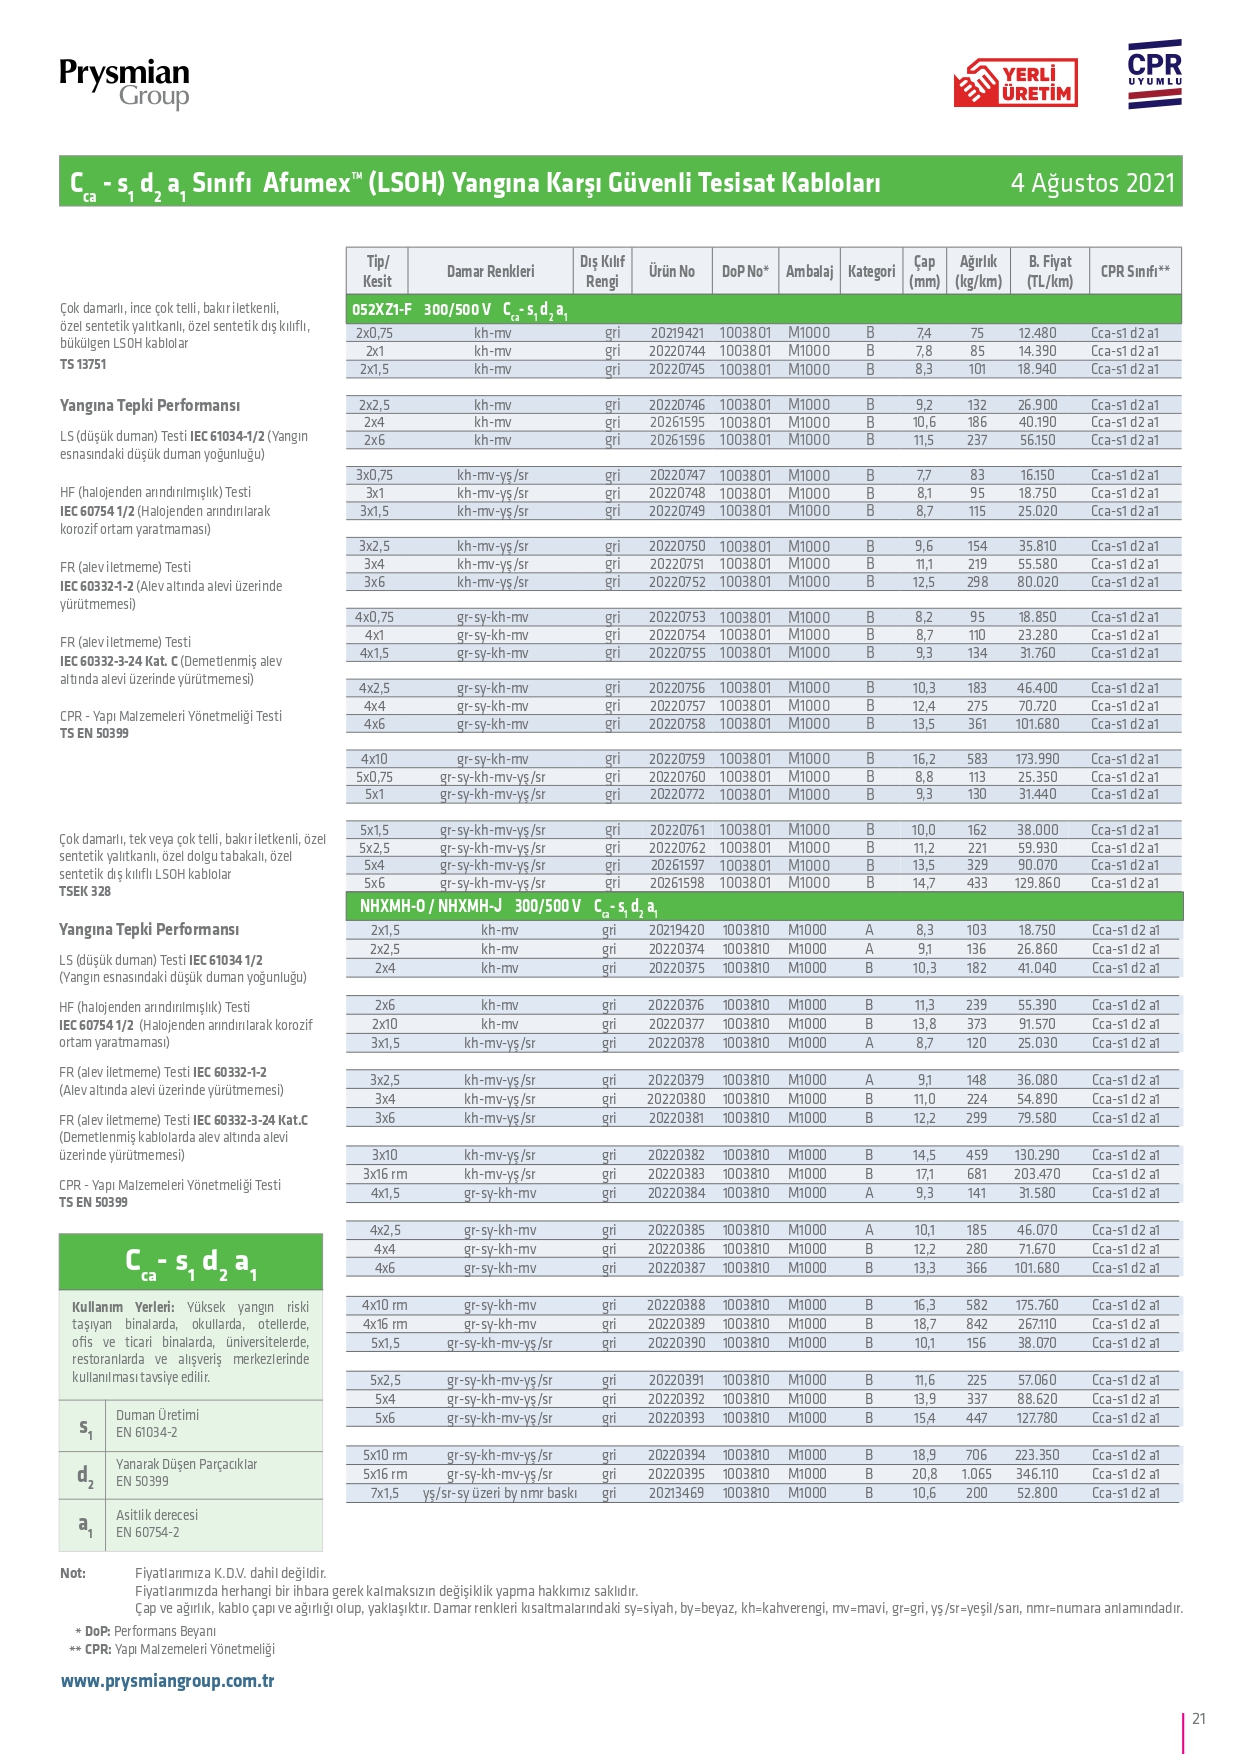 Prysmian
Group
YERLİ
ÜRETİM
CPR
UYUMLU
Cca - s1 d2 a1 Sınıfı Afumex™ (LSOH) Yangına Karşı Güvenli Tesisat Kabloları 4 Ağustos 2021
Çok damarlı, ince çok telli, bakır iletkenli,
özel sentetik yalıtkanlı, özel sentetik dış kılıflı,
bükülgen LSOH kablolar
TS 13751
Yangına Tepki Performansı
LS (düşük duman) Testi IEC 61034-1/2 (Yangın
esnasındaki düşük duman yoğunluğu)
HF (halojenden arındırılmışlık) Testi
IEC 60754 1/2 (Halojenden arındırılarak
korozif ortam yaratmaması)
FR (alev iletmeme) Testi
IEC 60332-1-2 (Alev altında alevi üzerinde
yürütmemesi)
FR (alev iletmeme) Testi
IEC 60332-3-24 Kat. C (Demetlenmiş alev
altında alevi üzerinde yürütmemesi)
CPR - Yapı Malzemeleri Yönetmeliği Testi
TS EN 50399
Çok damarlı, tek veya çok telli, bakır iletkenli, özel
sentetik yalıtkanlı, özel dolgu tabakalı, özel
sentetik dış kılıflı LSOH kablolar
TSEK 328
Yangına Tepki Performansı
LS (düşük duman) Testi IEC 61034 1/2
(Yangın esnasındaki düşük duman yoğunluğu)
HF (halojenden arındırılmışlık) Testi
IEC 60754 1/2 (Halojenden arındırılarak korozif
ortam yaratmaması)
FR (alev iletmeme) Testi IEC 60332-1-2
(Alev altında alevi üzerinde yürütmemesi)
FR (alev iletmeme) Testi IEC 60332-3-24 Kat.C
(Demetlenmiş kablolarda alev altında alevi
üzerinde yürütmemesi)
CPR - Yapı Malzemeleri Yönetmeliği Testi
TS EN 50399
Cca- s1 d2 a1
Kullanım Yerleri: Yüksek yangın riski
taşıyan binalarda, okullarda, otellerde,
ofis ve ticari binalarda, üniversitelerde,
restoranlarda ve alışveriş merkezlerinde
kullanılması tavsiye edilir.
s1 Duman Üretimi
EN 61034-2
d2 Yanarak Düşen Parçacıklar
EN 50399
a1 Asitlik derecesi
EN 60754-2
Tip/ Kesit Damar Renkleri Dış Kılıf Rengi Ürün No DoP No* Ambalaj Kategori Çap (mm) Ağırlık (kg/km) B. Fiyat (TL/km) CPR Sınıfı**
052XZ1-F 300/500 V Cca- s1 d2 a1
2x0,75 kh-mv gri 20219421 1003801 M1000 B 7,4 75 12.480 Cca-s1 d2 a1
2x1 kh-mv gri 20220744 1003801 M1000 B 7,8 85 14.390 Cca-s1 d2 a1
2x1,5 kh-mv gri 20220745 1003801 M1000 B 8,3 101 18.940 Cca-s1 d2 a1
2x2,5 kh-mv gri 20220746 1003801 M1000 B 9,2 132 26.900 Cca-s1 d2 a1
2x4 kh-mv gri 20261595 1003801 M1000 B 10,6 186 40.190 Cca-s1 d2 a1
2x6 kh-mv gri 20261596 1003801 M1000 B 11,5 237 56.150 Cca-s1 d2 a1
3x0,75 kh-mv-yş/sr gri 20220747 1003801 M1000 B 7,7 83 16.150 Cca-s1 d2 a1
3x1 kh-mv-yş/sr gri 20220748 1003801 M1000 B 8,1 95 18.750 Cca-s1 d2 a1
3x1,5 kh-mv-yş/sr gri 20220749 1003801 M1000 B 8,7 115 25.020 Cca-s1 d2 a1
3x2,5 kh-mv-yş/sr gri 20220750 1003801 M1000 B 9,6 154 35.810 Cca-s1 d2 a1
3x4 kh-mv-yş/sr gri 20220751 1003801 M1000 B 11,1 219 55.580 Cca-s1 d2 a1
3x6 kh-mv-yş/sr gri 20220752 1003801 M1000 B 12,5 298 80.020 Cca-s1 d2 a1
4x0,75 gr-sy-kh-mv gri 20220753 1003801 M1000 B 8,2 95 18.850 Cca-s1 d2 a1
4x1 gr-sy-kh-mv gri 20220754 1003801 M1000 B 8,7 110 23.280 Cca-s1 d2 a1
4x1,5 gr-sy-kh-mv gri 20220755 1003801 M1000 B 9,3 134 31.760 Cca-s1 d2 a1
4x2,5 gr-sy-kh-mv gri 20220756 1003801 M1000 B 10,3 183 46.400 Cca-s1 d2 a1
4x4 gr-sy-kh-mv gri 20220757 1003801 M1000 B 12,4 275 70.720 Cca-s1 d2 a1
4x6 gr-sy-kh-mv gri 20220758 1003801 M1000 B 13,5 361 101.680 Cca-s1 d2 a1
4x10 gr-sy-kh-mv gri 20220759 1003801 M1000 B 16,2 583 173.990 Cca-s1 d2 a1
5x0,75 gr-sy-kh-mv-yş/sr gri 20220760 1003801 M1000 B 8,8 113 25.350 Cca-s1 d2 a1
5x1 gr-sy-kh-mv-yş/sr gri 20220772 1003801 M1000 B 9,3 130 31.440 Cca-s1 d2 a1
5x1,5 gr-sy-kh-mv-yş/sr gri 20220761 1003801 M1000 B 10,0 162 38.000 Cca-s1 d2 a1
5x2,5 gr-sy-kh-mv-yş/sr gri 20220762 1003801 M1000 B 11,2 221 59.930 Cca-s1 d2 a1
5x4 gr-sy-kh-mv-yş/sr gri 20261597 1003801 M1000 B 13,5 329 90.070 Cca-s1 d2 a1
5x6 gr-sy-kh-mv-yş/sr gri 20261598 1003801 M1000 B 14,7 433 129.860 Cca-s1 d2 a1
NHXMH-O / NHXMH-J 300/500 V Cca- s1 d2 a1
2x1,5 kh-mv gri 20219420 1003810 M1000 A 8,3 103 18.750 Cca-s1 d2 a1
2x2,5 kh-mv gri 20220374 1003810 M1000 A 9,1 136 26.860 Cca-s1 d2 a1
2x4 kh-mv gri 20220375 1003810 M1000 B 10,3 182 41.040 Cca-s1 d2 a1
2x6 kh-mv gri 20220376 1003810 M1000 B 11,3 239 55.390 Cca-s1 d2 a1
2x10 kh-mv gri 20220377 1003810 M1000 B 13,8 373 91.570 Cca-s1 d2 a1
3x1,5 kh-mv-yş/sr gri 20220378 1003810 M1000 A 8,7 120 25.030 Cca-s1 d2 a1
3x2,5 kh-mv-yş/sr gri 20220379 1003810 M1000 A 9,1 148 36.080 Cca-s1 d2 a1
3x4 kh-mv-yş/sr gri 20220380 1003810 M1000 B 11,0 224 54.890 Cca-s1 d2 a1
3x6 kh-mv-yş/sr gri 20220381 1003810 M1000 B 12,2 299 79.580 Cca-s1 d2 a1
3x10 kh-mv-yş/sr gri 20220382 1003810 M1000 B 14,5 459 130.290 Cca-s1 d2 a1
3x16 rm kh-mv-yş/sr gri 20220383 1003810 M1000 B 17,1 681 203.470 Cca-s1 d2 a1
4x1,5 gr-sy-kh-mv gri 20220384 1003810 M1000 A 9,3 141 31.580 Cca-s1 d2 a1
4x2,5 gr-sy-kh-mv gri 20220385 1003810 M1000 A 10,1 185 46.070 Cca-s1 d2 a1
4x4 gr-sy-kh-mv gri 20220386 1003810 M1000 B 12,2 280 71.670 Cca-s1 d2 a1
4x6 gr-sy-kh-mv gri 20220387 1003810 M1000 B 13,3 366 101.680 Cca-s1 d2 a1
4x10 rm gr-sy-kh-mv gri 20220388 1003810 M1000 B 16,3 582 175.760 Cca-s1 d2 a1
4x16 rm gr-sy-kh-mv gri 20220389 1003810 M1000 B 18,7 842 267.110 Cca-s1 d2 a1
5x1,5 gr-sy-kh-mv-yş/sr gri 20220390 1003810 M1000 B 10,1 156 38.070 Cca-s1 d2 a1
5x2,5 gr-sy-kh-mv-yş/sr gri 20220391 1003810 M1000 B 11,6 225 57.060 Cca-s1 d2 a1
5x4 gr-sy-kh-mv-yş/sr gri 20220392 1003810 M1000 B 13,9 337 88.620 Cca-s1 d2 a1
5x6 gr-sy-kh-mv-yş/sr gri 20220393 1003810 M1000 B 15,4 447 127.780 Cca-s1 d2 a1
5x10 rm gr-sy-kh-mv-yş/sr gri 20220394 1003810 M1000 B 18,9 706 223.350 Cca-s1 d2 a1
5x16 rm gr-sy-kh-mv-yş/sr gri 20220395 1003810 M1000 B 20,8 1.065 346.110 Cca-s1 d2 a1
7x1,5 yş/sr-sy üzeri by nmr baskı gri 20213469 1003810 M1000 B 10,6 200 52.800 Cca-s1 d2 a1
Not: Fiyatlarımıza K.D.V. dahil değildir.
Fiyatlarımızda herhangi bir ihbara gerek kalmaksızın değişiklik yapma hakkımız saklıdır.
Çap ve ağırlık, kablo çapı ve ağırlığı olup, yaklaşıktır. Damar renkleri kısaltmalarındaki sy=siyah, by=beyaz, kh=kahverengi, mv=mavi, gr=gri, yş/sr=yeşil/sarı, nmr=numara anlamındadır.
* DoP: Performans Beyanı
** CPR: Yapı Malzemeleri Yönetmeliği
www.prysmiangroup.com.tr
21